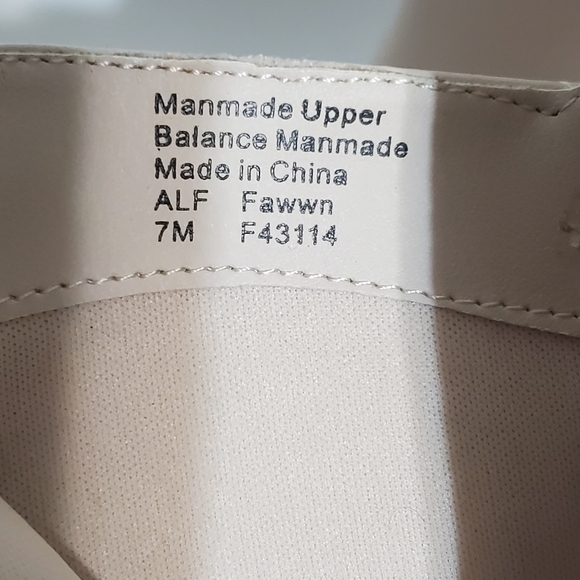 Manmade Upper
Balance Manmade
Made in China
ALF Fawwn
7M F43114